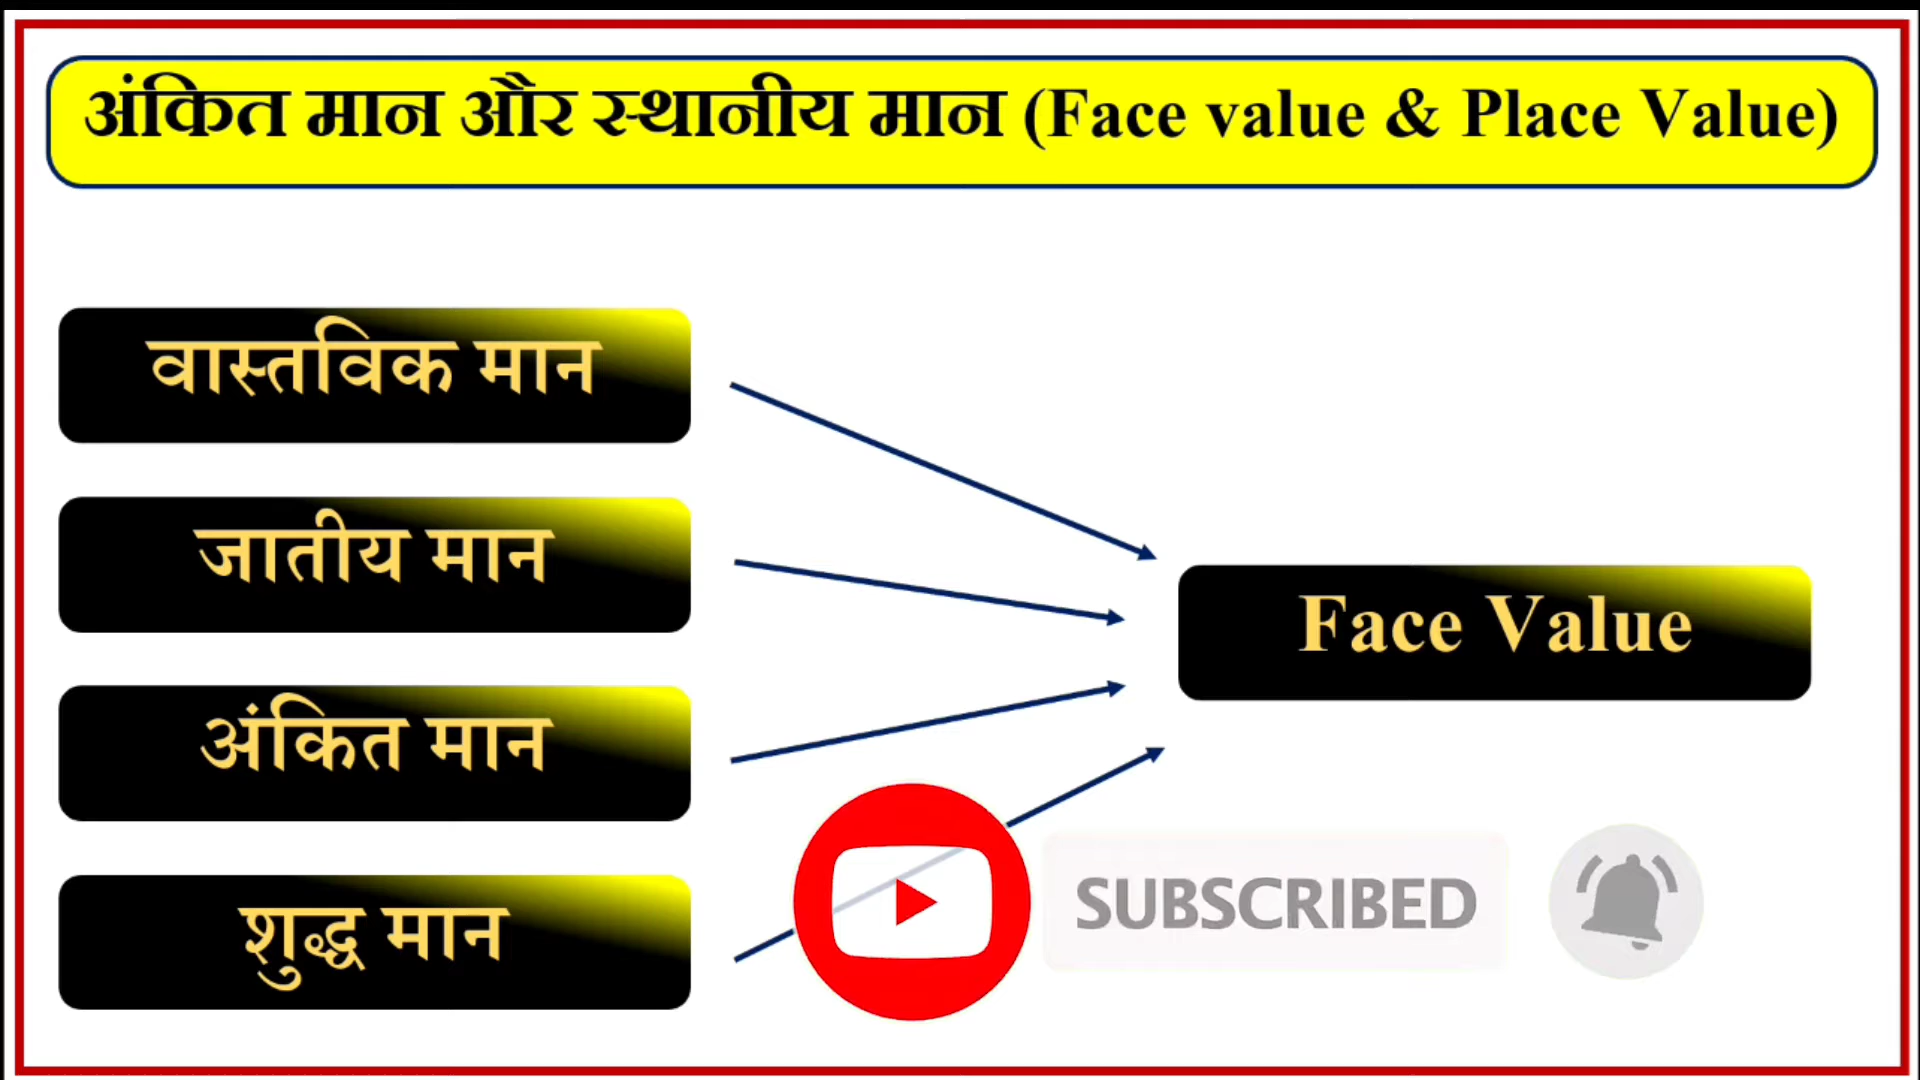 अंकित मान और स्थानीय मान (Face value & Place Value)
वास्तविक मान
जातीय मान
अंकित मान
शुद्ध मान
Face Value
SUBSCRIBED